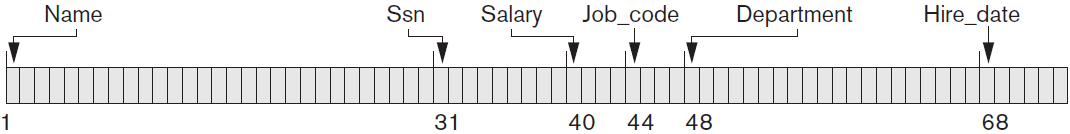 Name Ssn Salary Job_code Department Hire_date
1 31 40 44 48 68